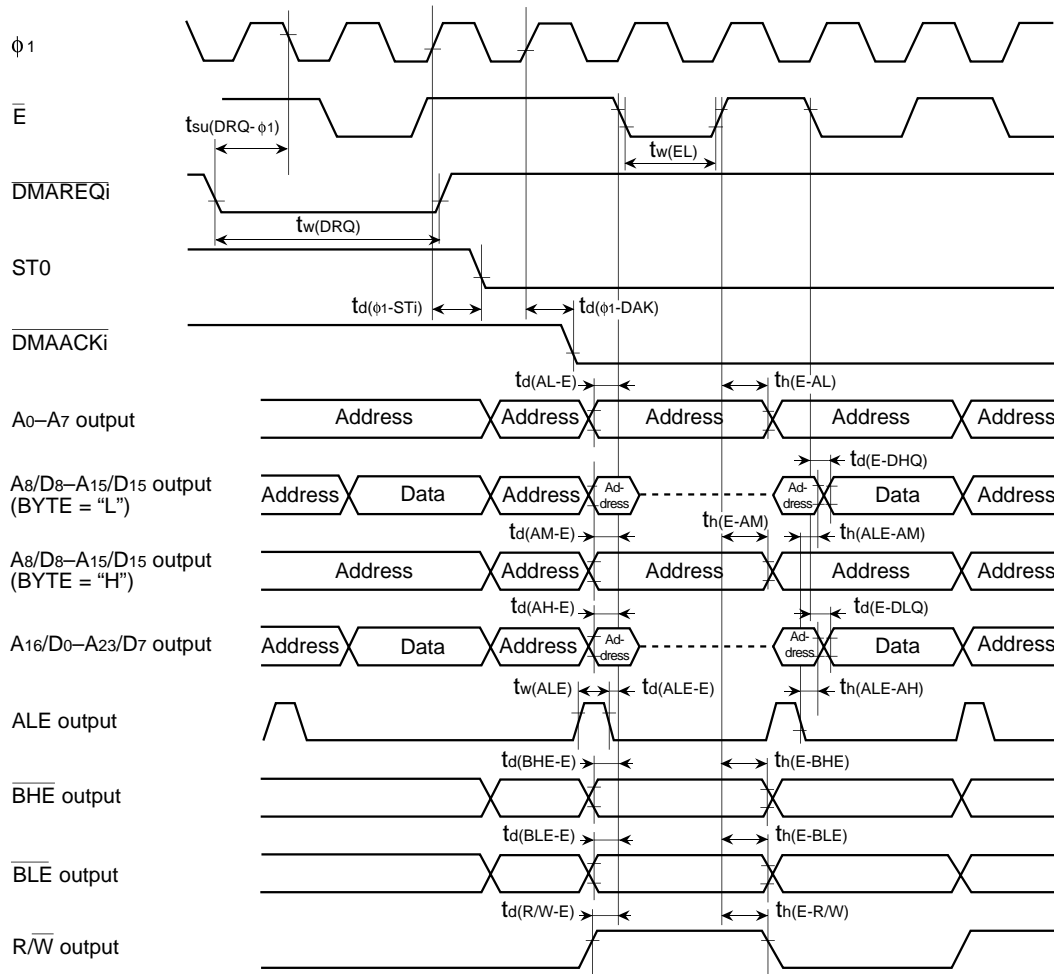 ϕ1
E
tsu(DRQ-ϕ1)
tw(EL)
DMAREQi
tw(DRQ)
ST0
td(ϕ1-STi)
td(ϕ1-DAK)
DMAACKi
td(AL-E)
th(E-AL)
A0–A7 output
Address
Address
Address
Address
Address
td(E-DHQ)
A8/D8–A15/D15 output
(BYTE = “L”)
Address
Data
Address
Ad-
dress
Ad-
dress
Data
Address
th(E-AM)
td(AM-E)
th(ALE-AM)
A8/D8–A15/D15 output
(BYTE = “H”)
Address
Address
Address
Address
Address
td(AH-E)
td(E-DLQ)
A16/D0–A23/D7 output
Address
Data
Address
Ad-
dress
Ad-
dress
Data
Address
tw(ALE)
td(ALE-E)
th(ALE-AH)
ALE output
td(BHE-E)
th(E-BHE)
BHE output
td(BLE-E)
th(E-BLE)
BLE output
td(R/W-E)
th(E-R/W)
R/W output